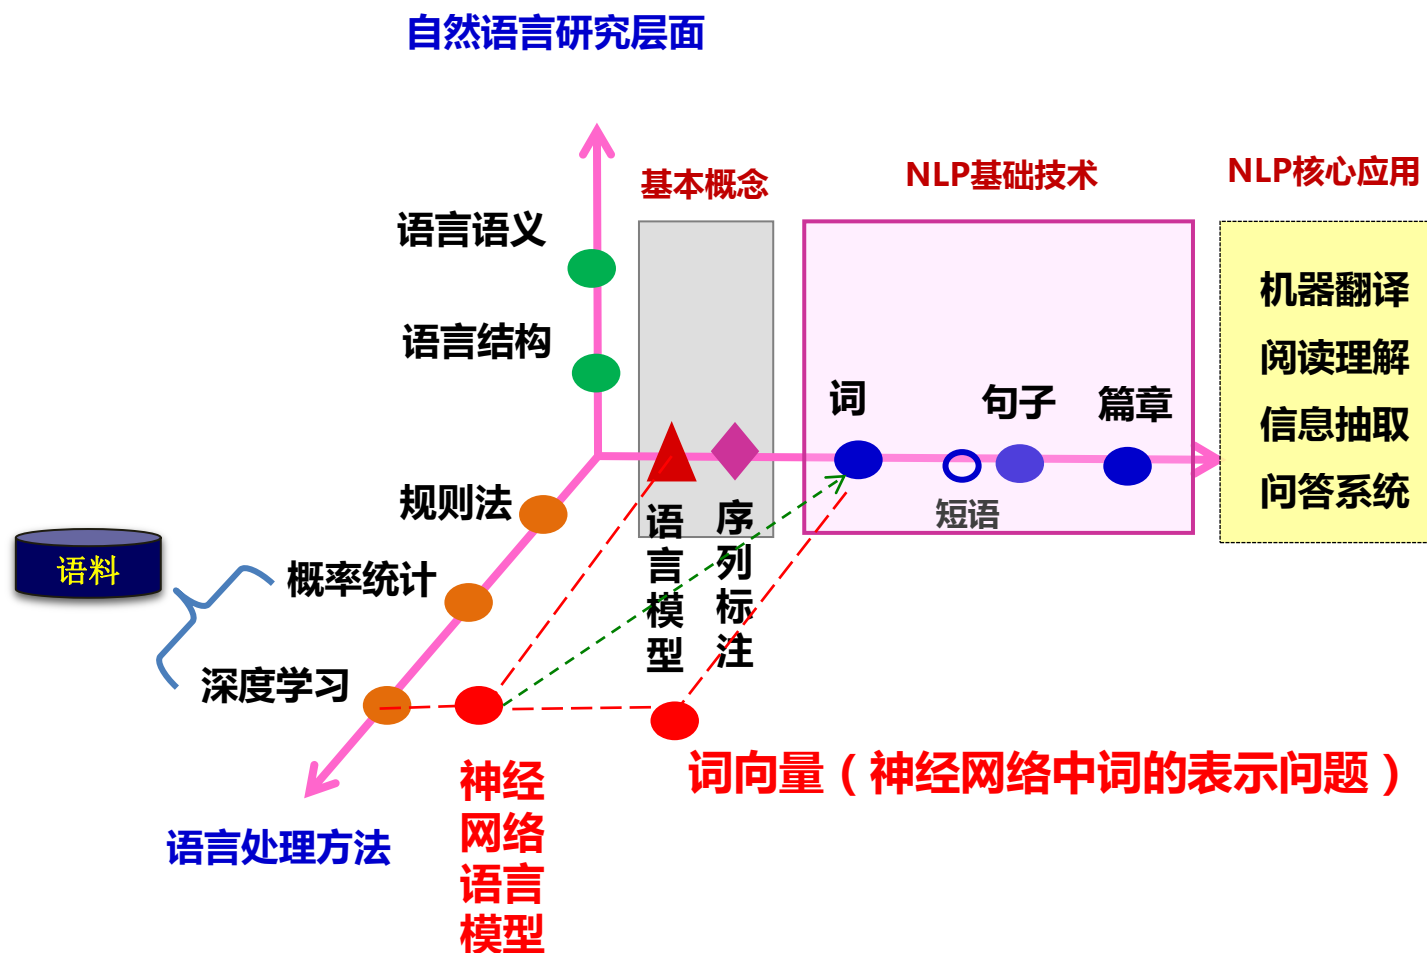 自然语言研究层面
基本概念
NLP基础技术
NLP核心应用
语言语义
语言结构
机器翻译
阅读理解
信息抽取
问答系统
词
句子
篇章
短语
规则法
语言模型
序列标注
语料
概率统计
深度学习
神经
网络
语言
模型
词向量（神经网络中词的表示问题）
语言处理方法